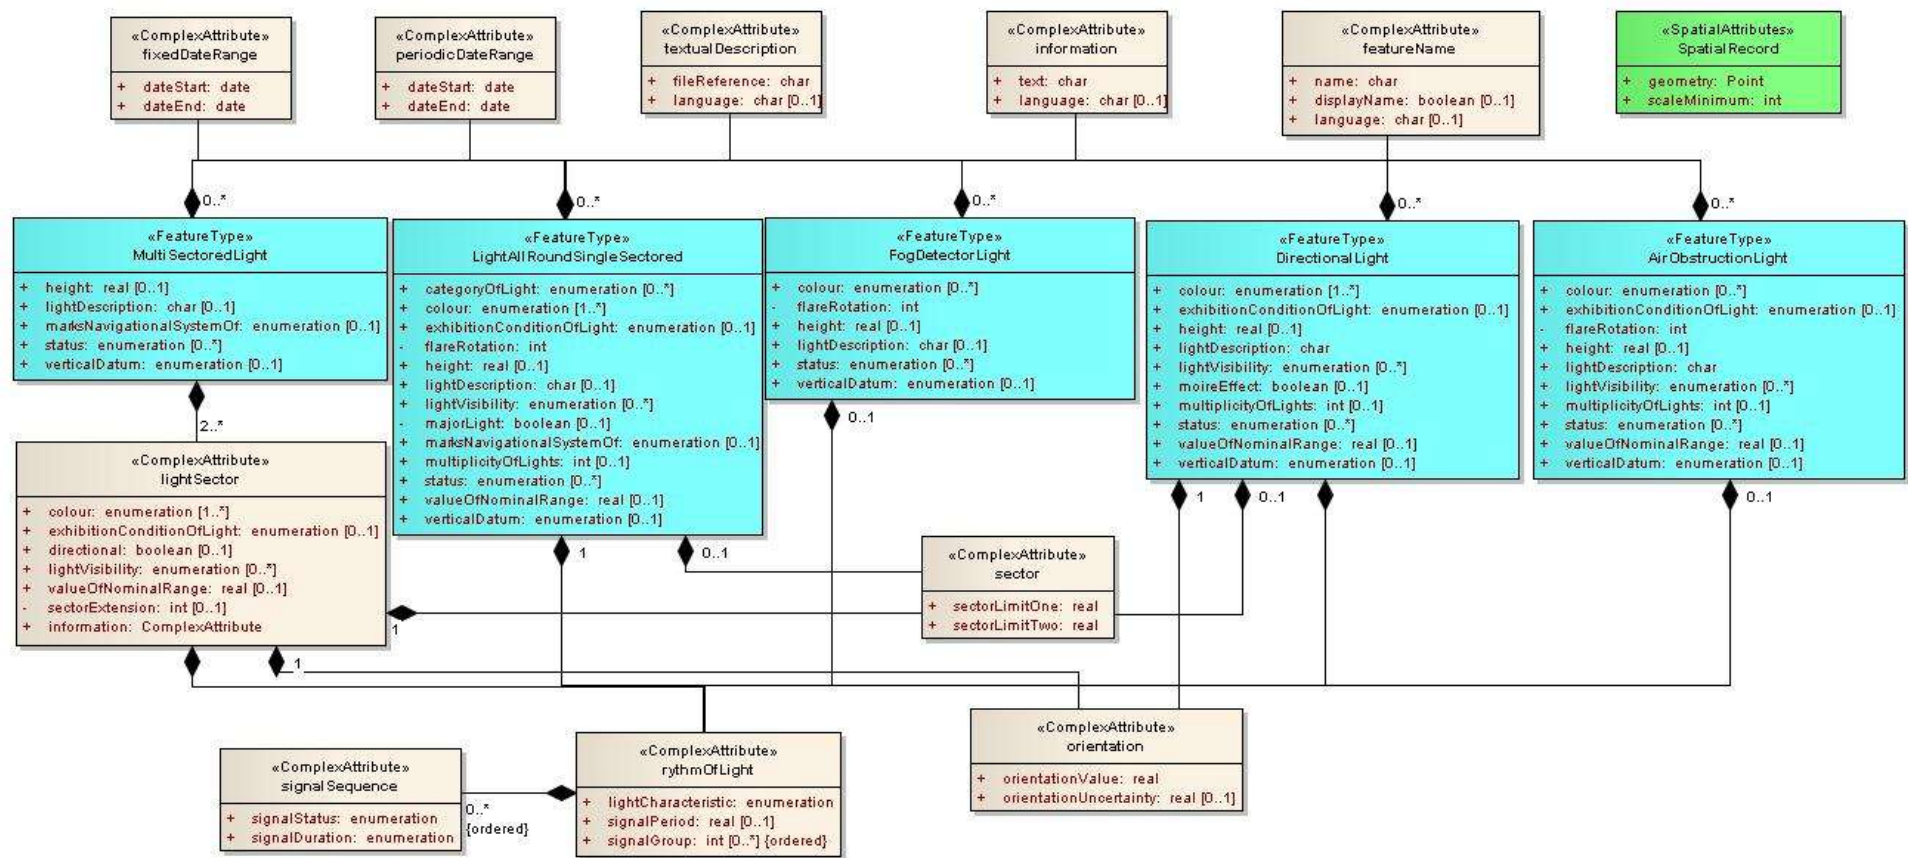 «ComplexAttribute»
fixedDateRange
+ dateStart: date
+ dateEnd: date
«ComplexAttribute»
periodicDateRange
+ dateStart: date
+ dateEnd: date
«ComplexAttribute»
textualDescription
+ fileReference: char
+ language: char [0..1]
«ComplexAttribute»
information
+ text: char
+ language: char [0..1]
«ComplexAttribute»
featureName
+ name: char
+ displayName: boolean [0..1]
+ language: char [0..1]
«SpatialAttributes»
SpatialRecord
+ geometry: Point
+ scaleMinimum: int
0..*
0..*
0..*
0..*
0..*
«FeatureType»
MultiSectoredLight
+ height: real [0..1]
+ lightDescription: char [0..1]
+ marksNavigationalSystemOf: enumeration [0..1]
+ status: enumeration [0..*]
+ verticalDatum: enumeration [0..1]
«FeatureType»
LightAllRoundSingleSectored
+ categoryOfLight: enumeration [0..*]
+ colour: enumeration [1..*]
+ exhibitionConditionOfLight: enumeration [0..1]
- flareRotation: int
+ height: real [0..1]
+ lightDescription: char [0..1]
+ lightVisibility: enumeration [0..*]
- majorLight: boolean [0..1]
+ marksNavigationalSystemOf: enumeration [0..1]
+ multiplicityOfLights: int [0..1]
+ status: enumeration [0..*]
+ valueOfNominalRange: real [0..1]
+ verticalDatum: enumeration [0..1]
«FeatureType»
FogDetectorLight
+ colour: enumeration [0..*]
- flareRotation: int
+ height: real [0..1]
+ lightDescription: char [0..1]
+ status: enumeration [0..*]
+ verticalDatum: enumeration [0..1]
«FeatureType»
DirectionalLight
+ colour: enumeration [1..*]
+ exhibitionConditionOfLight: enumeration [0..1]
+ height: real [0..1]
+ lightDescription: char
+ lightVisibility: enumeration [0..*]
+ moireEffect: boolean [0..1]
+ multiplicityOfLights: int [0..1]
+ status: enumeration [0..*]
+ valueOfNominalRange: real [0..1]
+ verticalDatum: enumeration [0..1]
«FeatureType»
AirObstructionLight
+ colour: enumeration [0..*]
+ exhibitionConditionOfLight: enumeration [0..1]
- flareRotation: int
+ height: real [0..1]
+ lightDescription: char
+ lightVisibility: enumeration [0..*]
+ multiplicityOfLights: int [0..1]
+ status: enumeration [0..*]
+ valueOfNominalRange: real [0..1]
+ verticalDatum: enumeration [0..1]
2..*
0..1
1
0..1
0..1
1
0..1
«ComplexAttribute»
lightSector
+ colour: enumeration [1..*]
+ exhibitionConditionOfLight: enumeration [0..1]
+ directional: boolean [0..1]
+ lightVisibility: enumeration [0..*]
+ valueOfNominalRange: real [0..1]
- sectorExtension: int [0..1]
+ information: ComplexAttribute
1
1
«ComplexAttribute»
sector
+ sectorLimitOne: real
+ sectorLimitTwo: real
«ComplexAttribute»
signalSequence
+ signalStatus: enumeration
+ signalDuration: enumeration
0..*
{ordered}
«ComplexAttribute»
rythmOfLight
+ lightCharacteristic: enumeration
+ signalPeriod: real [0..1]
+ signalGroup: int [0..*] {ordered}
«ComplexAttribute»
orientation
+ orientationValue: real
+ orientationUncertainty: real [0..1]